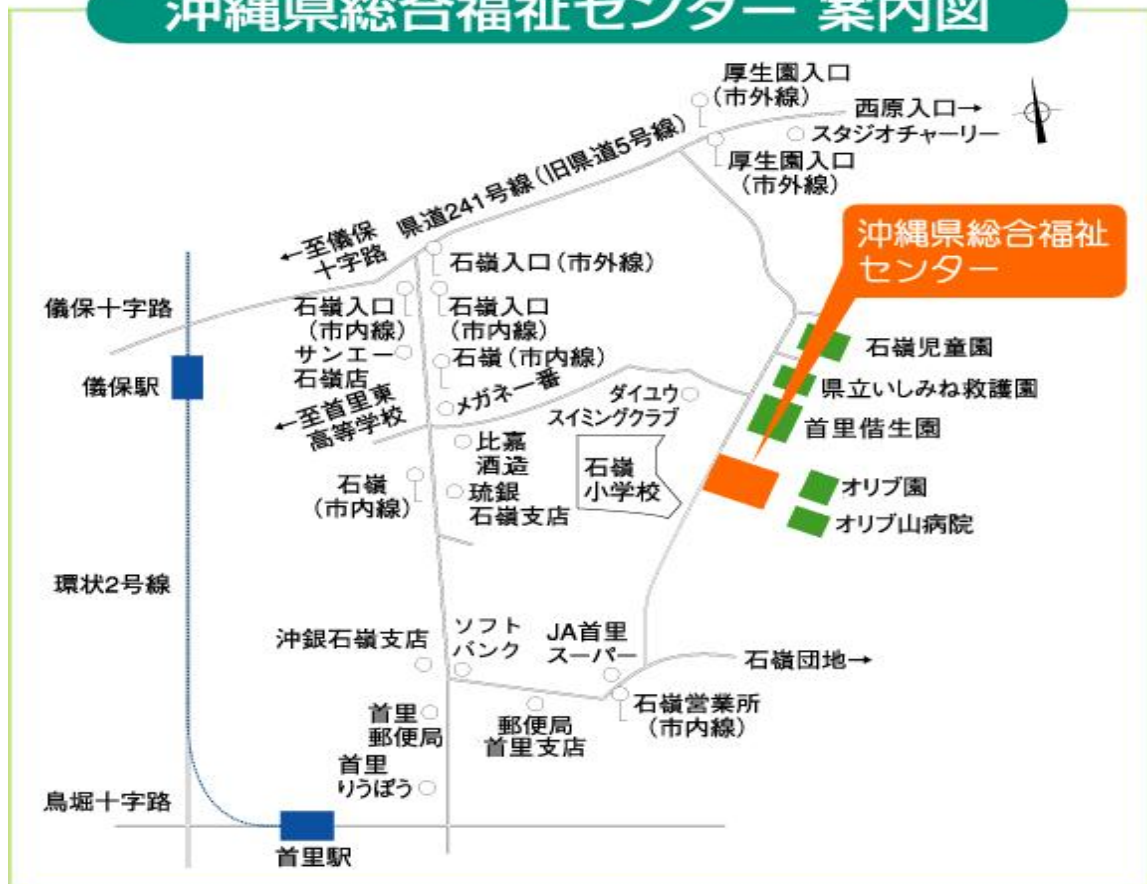 沖縄県総合福祉センター 案内図
厚生園入口
(市外線)
西原入口→
スタジオチャーリー
厚生園入口
(市外線)
県道241号線(旧県道5号線)
←至儀保
十字路
沖縄県総合福祉
センター
石嶺入口(市外線)
儀保十字路
石嶺入口
(市内線)
石嶺入口
(市内線)
サンエー
石嶺店
石嶺(市内線)
石嶺児童園
儀保駅
メガネ一番
ダイユウ
スイミングクラブ
県立いしみね救護園
←至首里東
高等学校
首里偕生園
比嘉
酒造
石嶺
小学校
石嶺
(市内線)
琉銀
石嶺支店
オリブ園
オリブ山病院
環状2号線
沖銀石嶺支店
ソフト
バンク
JA首里
スーパー
石嶺団地→
石嶺営業所
(市内線)
首里
郵便局
郵便局
首里支店
首里
りうぼう
鳥堀十字路
首里駅